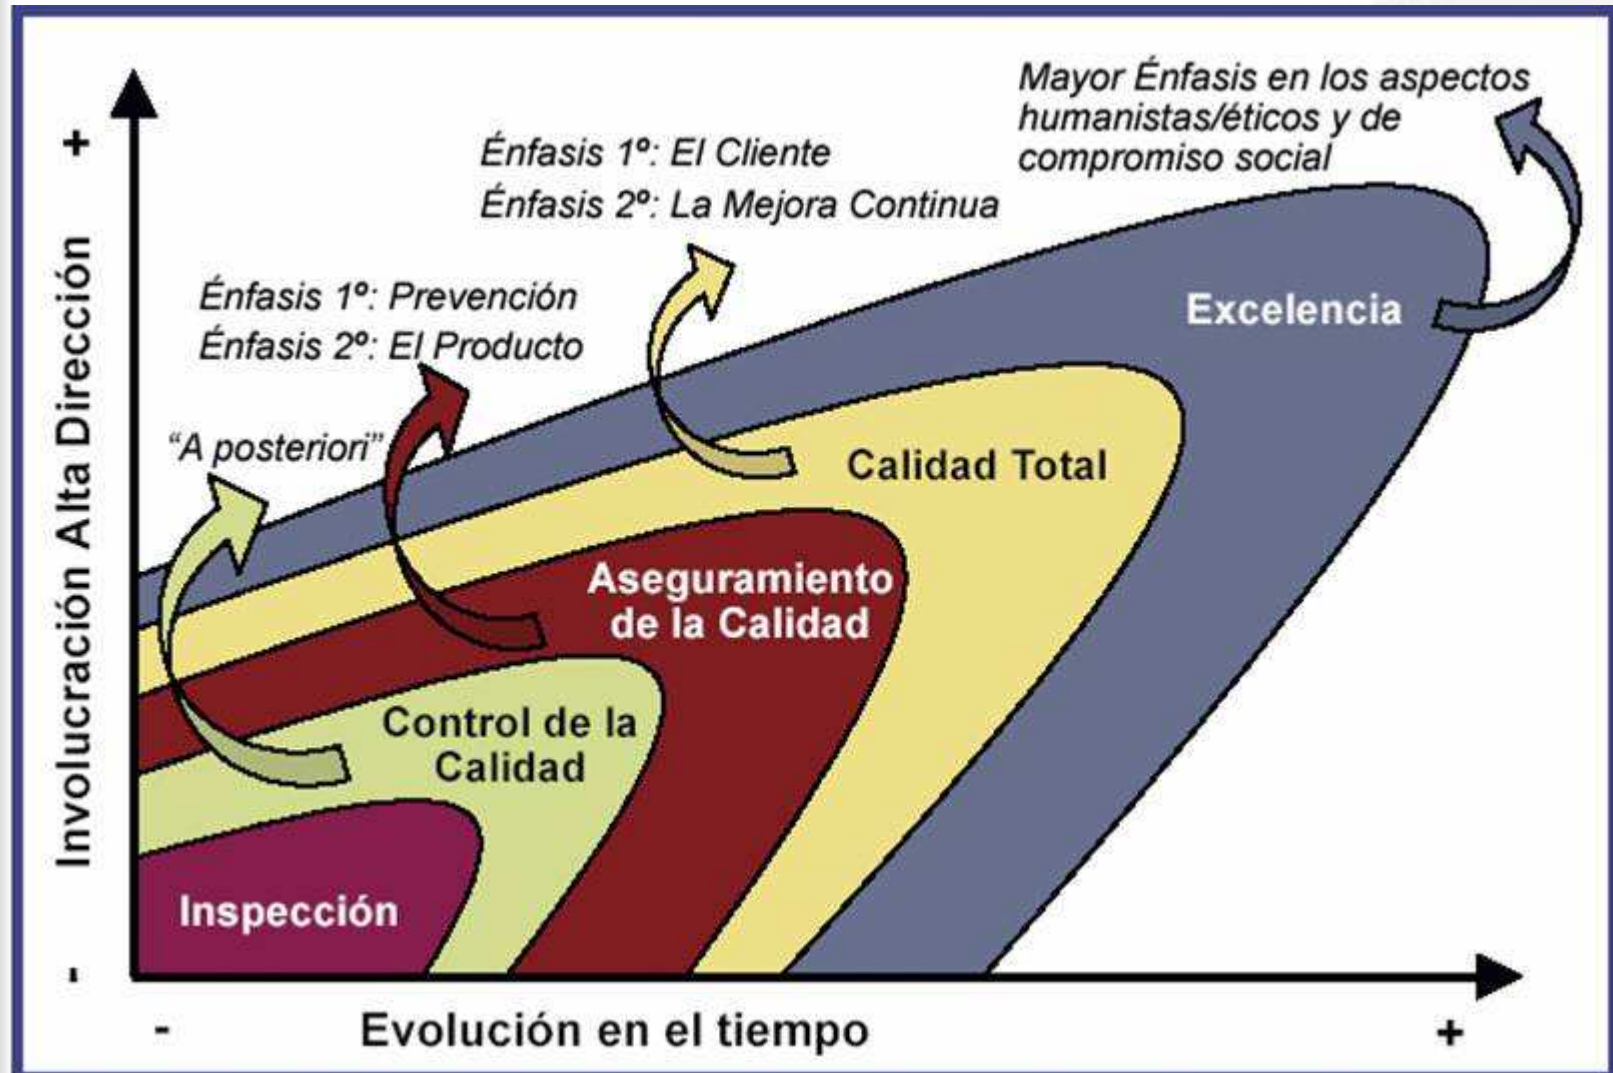 Mayor Énfasis en los aspectos
humanistas/éticos y de
compromiso social
Énfasis 1º: El Cliente
Énfasis 2º: La Mejora Continua
Énfasis 1º: Prevención
Énfasis 2º: El Producto
“A posteriori”
Excelencia
Calidad Total
Aseguramiento
de la Calidad
Control de la
Calidad
Inspección
+
Involucración Alta Dirección
-
-
Evolución en el tiempo
+